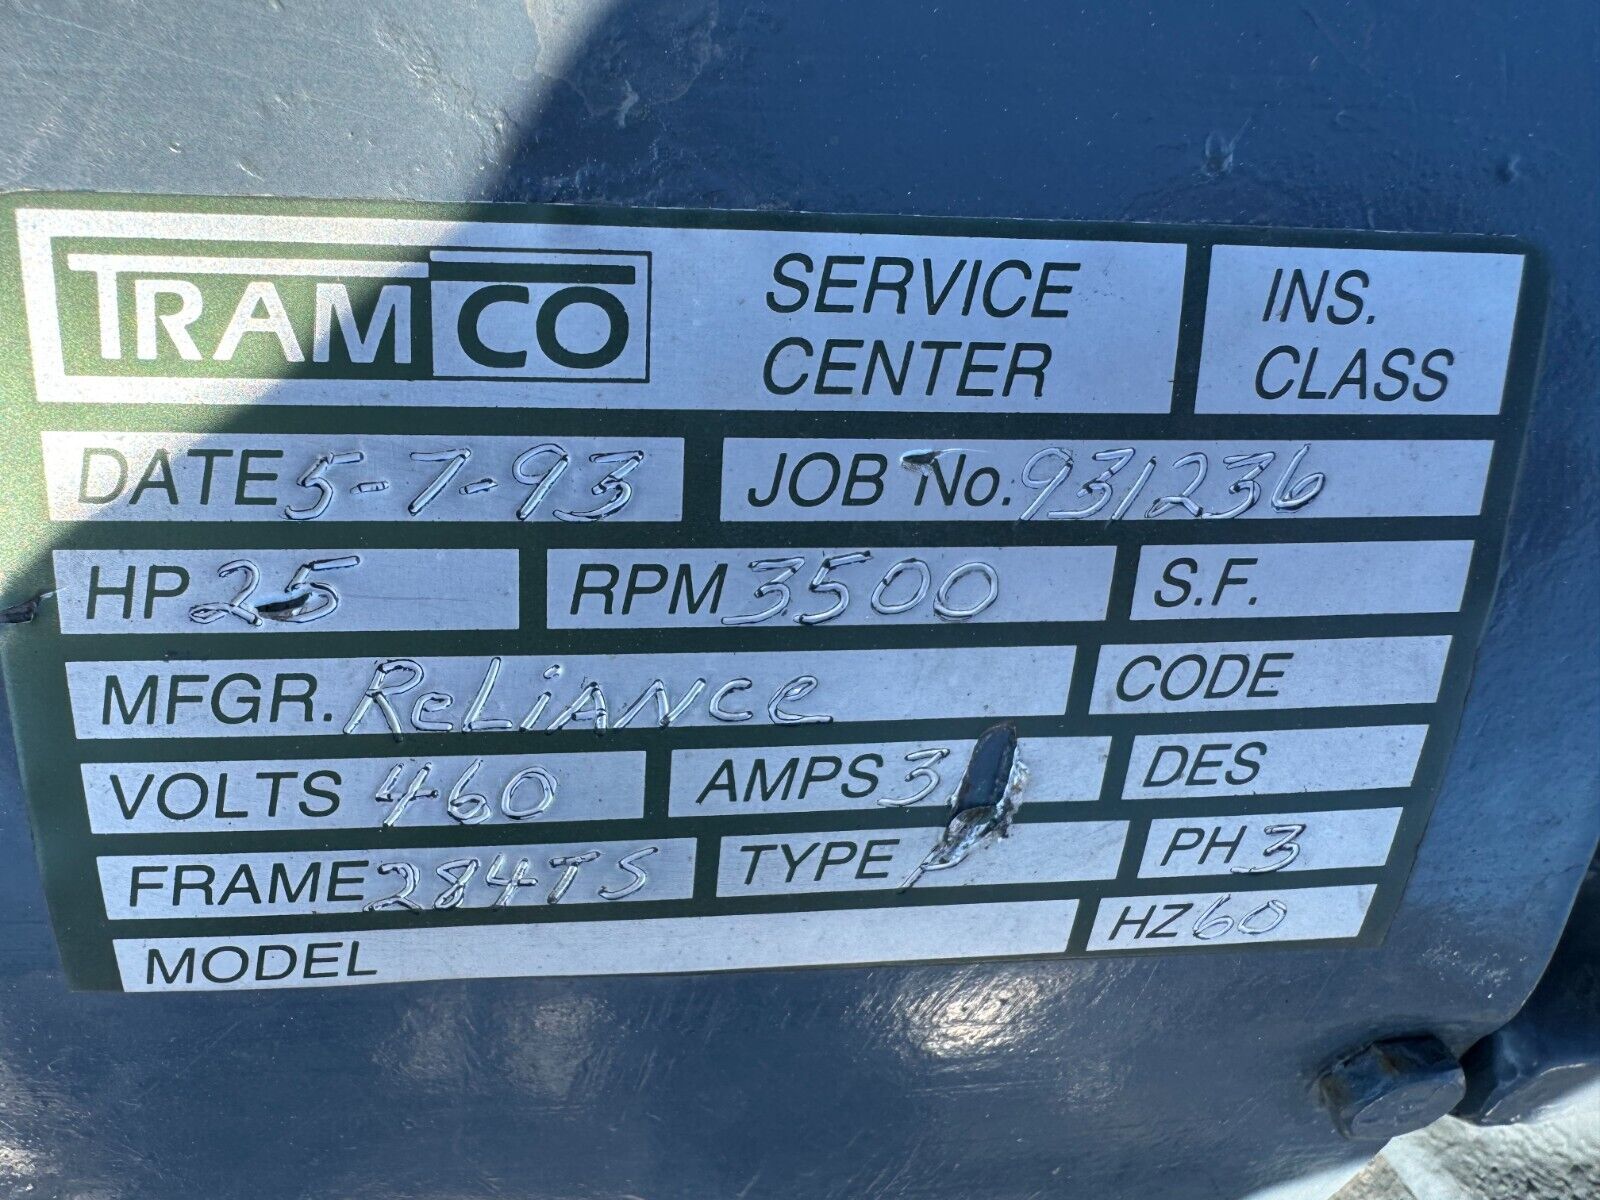 TRAMCO SERVICE CENTER INS. CLASS
DATE 5-7-93 JOB No. 931236
HP 25 RPM 3500 S.F.
MFGR. ReLiANce CODE
VOLTS 460 AMPS DES
FRAME 284TS TYPE P PH 3
MODEL HZ 60